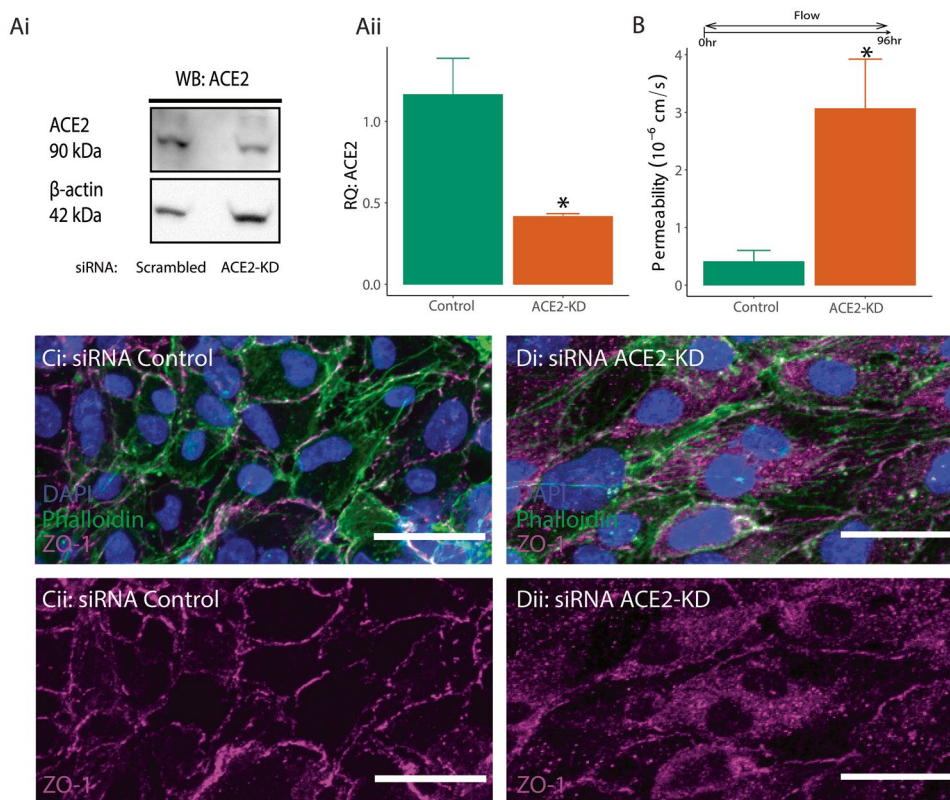 Ai
WB: ACE2
ACE2
90 kDa
β-actin
42 kDa
siRNA: Scrambled ACE2-KD
Aii
RQ: ACE2
1.0
0.5
0.0
*
Control ACE2-KD
B
Flow
0hr 96hr
*
Permeability (10⁻⁶ cm/s)
4
3
2
1
0
Control ACE2-KD
Ci: siRNA Control
DAPI
Phalloidin
ZO-1
Di: siRNA ACE2-KD
DAPI
Phalloidin
ZO-1
Cii: siRNA Control
ZO-1
Dii: siRNA ACE2-KD
ZO-1